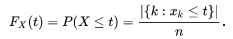 F_X(t) = P(X ≤ t) = |{k : x_k ≤ t}| / n .